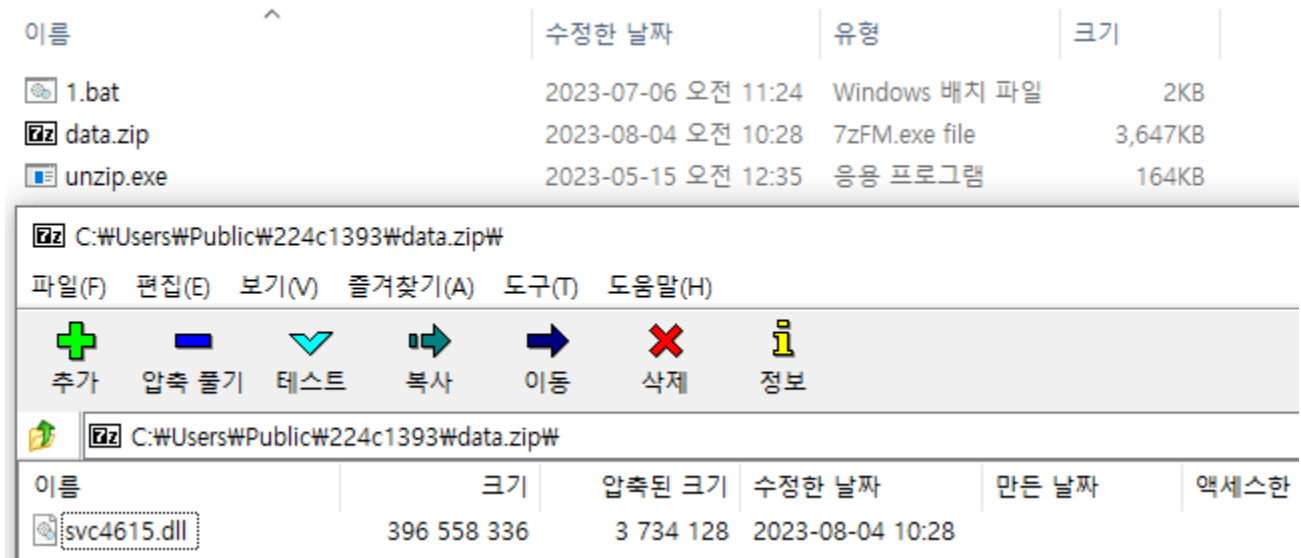 이름 수정한 날짜 유형 크기
1.bat 2023-07-06 오전 11:24 Windows 배치 파일 2KB
data.zip 2023-08-04 오전 10:28 7zFM.exe file 3,647KB
unzip.exe 2023-05-15 오전 12:35 응용 프로그램 164KB
7z C:₩Users₩Public₩224c1393₩data.zip₩
파일(F) 편집(E) 보기(V) 즐겨찾기(A) 도구(T) 도움말(H)
추가 압축 풀기 테스트 복사 이동 삭제 정보
7z C:₩Users₩Public₩224c1393₩data.zip₩
이름 크기 압축된 크기 수정한 날짜 만든 날짜 액세스한
svc4615.dll 396 558 336 3 734 128 2023-08-04 10:28